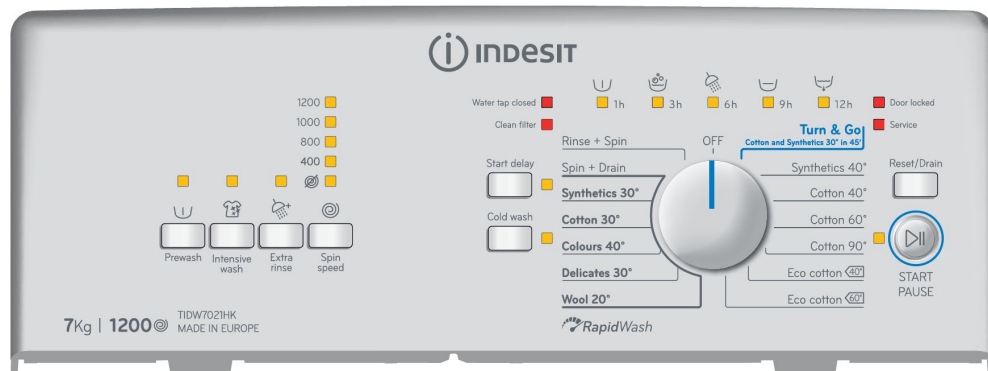 INDESIT
1200
1000
800
400
Prewash
Intensive
wash
Extra
rinse
Spin
speed
7Kg | 1200
TIDW7021HK
MADE IN EUROPE
Water tap closed
Clean filter
1h
3h
6h
9h
12h
Door locked
Service
Start delay
Cold wash
Rinse + Spin
Spin + Drain
Synthetics 30°
Cotton 30°
Colours 40°
Delicates 30°
Wool 20°
RapidWash
OFF
Turn & Go
Cotton and Synthetics 30° in 45'
Synthetics 40°
Cotton 40°
Cotton 60°
Cotton 90°
Eco cotton 40°
Eco cotton 60°
Reset/Drain
START
PAUSE